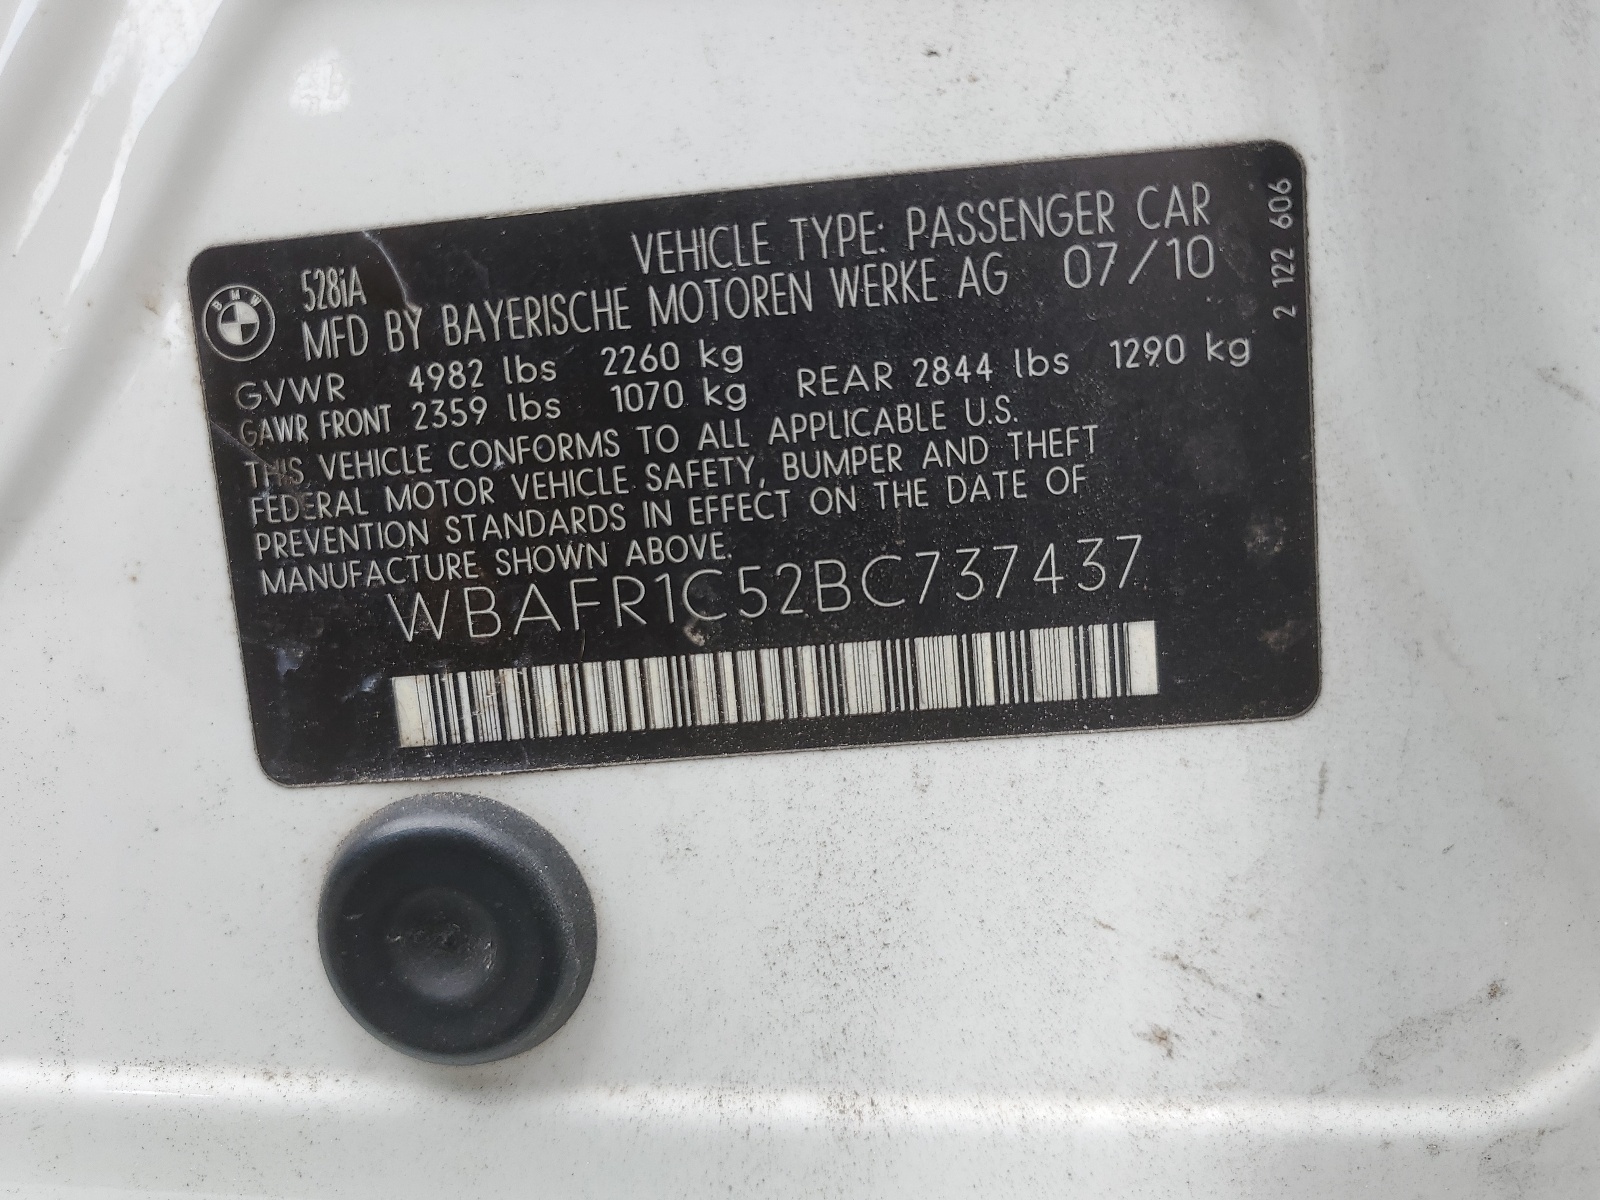 BMW
528iA
VEHICLE TYPE: PASSENGER CAR
MFD BY BAYERISCHE MOTOREN WERKE AG 07/10
GVWR 4982 lbs 2260 kg
GAWR FRONT 2359 lbs 1070 kg REAR 2844 lbs 1290 kg
THIS VEHICLE CONFORMS TO ALL APPLICABLE U.S.
FEDERAL MOTOR VEHICLE SAFETY, BUMPER AND THEFT
PREVENTION STANDARDS IN EFFECT ON THE DATE OF
MANUFACTURE SHOWN ABOVE.
WBAFR1C52BC737437
2 122 606